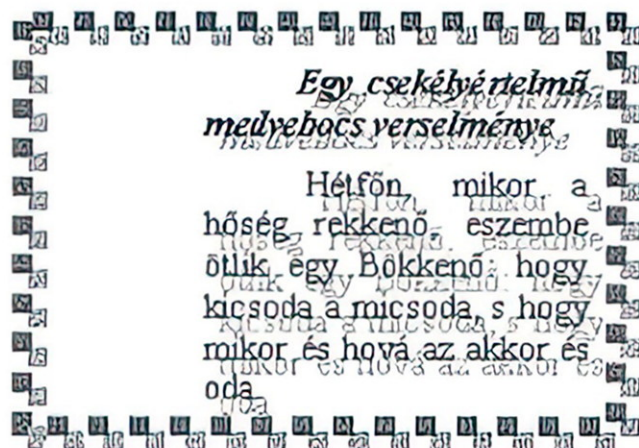 Egy csekélyértelmű
medvebocs verselménye
Hétfőn, mikor a
hőség rekkenő, eszembe
ötlik egy Bökkenő: hogy
kicsoda a micsoda, s hogy
mikor és hová az akkor és
oda.